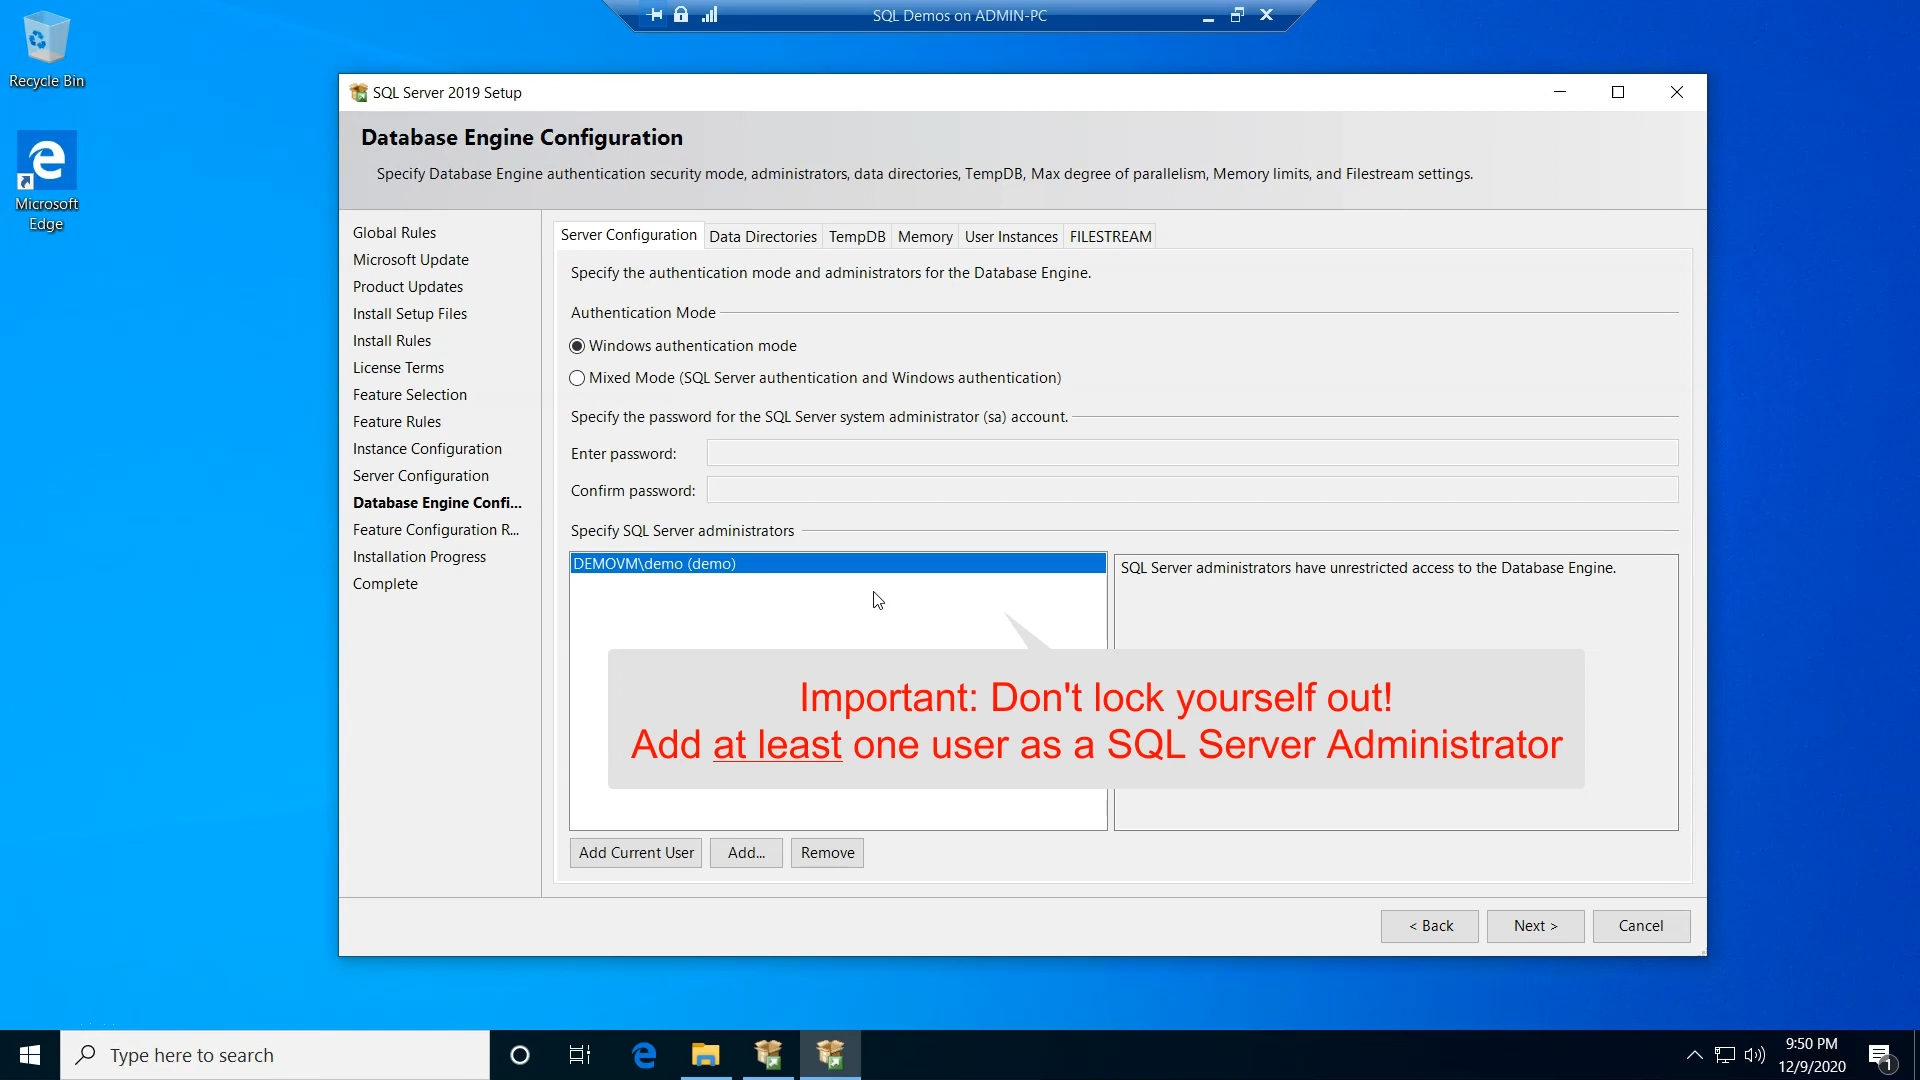 SQL Demos on ADMIN-PC
Recycle Bin
Microsoft
Edge
SQL Server 2019 Setup
Database Engine Configuration
Specify Database Engine authentication security mode, administrators, data directories, TempDB, Max degree of parallelism, Memory limits, and Filestream settings.
Global Rules
Microsoft Update
Product Updates
Install Setup Files
Install Rules
License Terms
Feature Selection
Feature Rules
Instance Configuration
Server Configuration
Database Engine Confi...
Feature Configuration R...
Installation Progress
Complete
Server Configuration Data Directories TempDB Memory User Instances FILESTREAM
Specify the authentication mode and administrators for the Database Engine.
Authentication Mode
Windows authentication mode
Mixed Mode (SQL Server authentication and Windows authentication)
Specify the password for the SQL Server system administrator (sa) account.
Enter password:
Confirm password:
Specify SQL Server administrators
DEMOVM\demo (demo)
SQL Server administrators have unrestricted access to the Database Engine.
Important: Don't lock yourself out!
Add at least one user as a SQL Server Administrator
Add Current User Add... Remove
< Back Next > Cancel
Type here to search
9:50 PM
12/9/2020
1